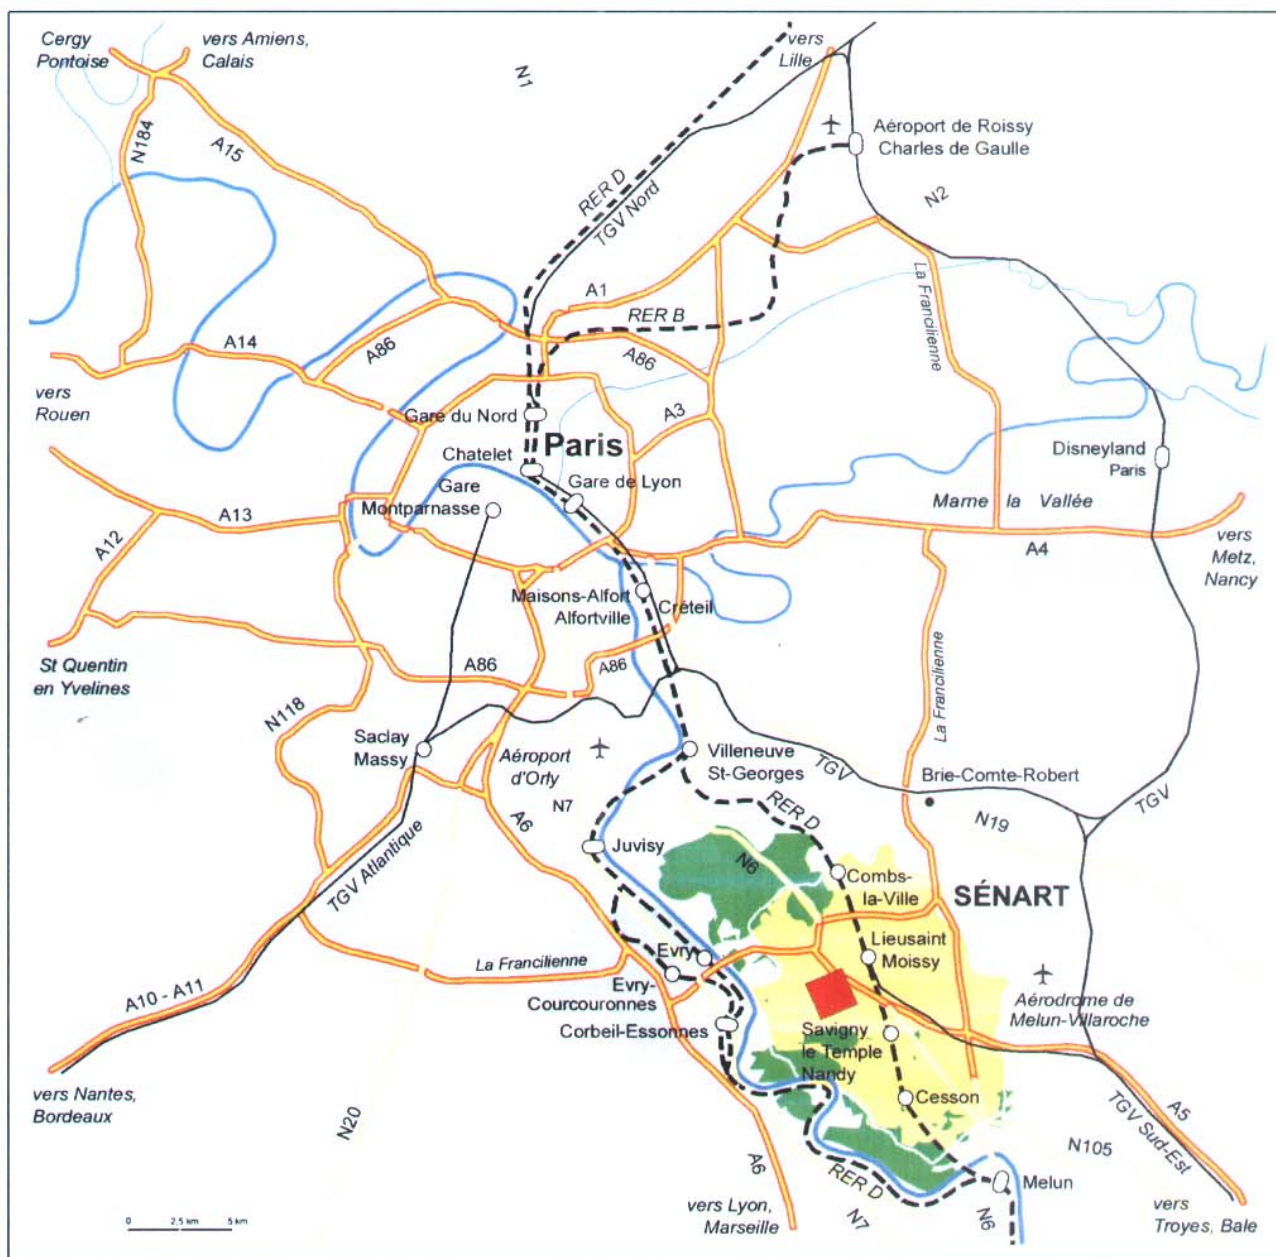 Cergy
Pontoise
vers Amiens,
Calais
N1
vers
Lille
Aéroport de Roissy
Charles de Gaulle
N184
A15
RER D
TGV Nord
N2
A1
RER B
La Francilienne
A14
A86
A86
vers
Rouen
Gare du Nord
A3
Paris
Chatelet
Gare de Lyon
Disneyland
Paris
Gare
Montparnasse
Marne la Vallée
A13
A12
A4
vers
Metz,
Nancy
Maisons-Alfort
Alfortville
Créteil
St Quentin
en Yvelines
A86
A86
La Francilienne
N118
Saclay
Massy
Aéroport
d'Orly
Villeneuve
St-Georges
TGV
Brie-Comte-Robert
TGV
N7
A6
RER D
N19
TGV Atlantique
Juvisy
N6
Combs-
la-Ville
SÉNART
Lieusaint
Moissy
La Francilienne
Evry
Evry-
Courcouronnes
A10 - A11
Aérodrome de
Melun-Villaroche
Corbeil-Essonnes
Savigny
le Temple
Nandy
vers Nantes,
Bordeaux
Cesson
N20
A5
TGV Sud-Est
N105
A6
RER D
Melun
vers Lyon,
Marseille
N7
N6
vers
Troyes, Bale
0 2,5 km 5 km